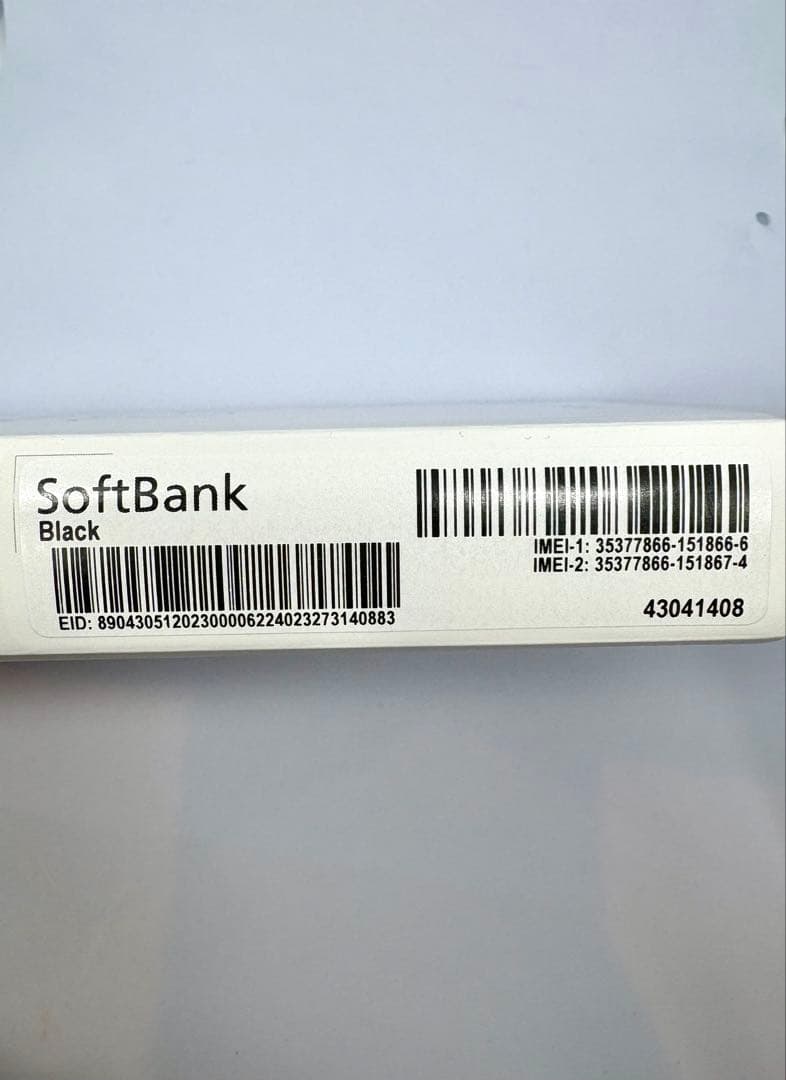 SoftBank
Black
EID: 89043051202300006224023273140883
IMEI-1: 35377866-151866-6
IMEI-2: 35377866-151867-4
43041408